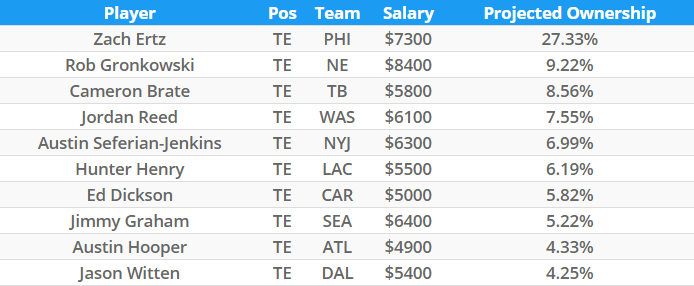 Player Pos Team Salary Projected Ownership
Zach Ertz TE PHI $7300 27.33%
Rob Gronkowski TE NE $8400 9.22%
Cameron Brate TE TB $5800 8.56%
Jordan Reed TE WAS $6100 7.55%
Austin Seferian-Jenkins TE NYJ $6300 6.99%
Hunter Henry TE LAC $5500 6.19%
Ed Dickson TE CAR $5000 5.82%
Jimmy Graham TE SEA $6400 5.22%
Austin Hooper TE ATL $4900 4.33%
Jason Witten TE DAL $5400 4.25%